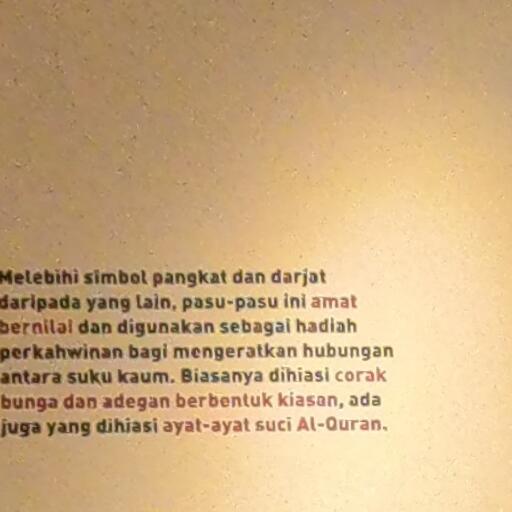 Melebihi simbol pangkat dan darjat
daripada yang lain, pasu-pasu ini amat
bernilai dan digunakan sebagai hadiah
perkahwinan bagi mengeratkan hubungan
antara suku kaum. Biasanya dihiasi corak
bunga dan adegan berbentuk kiasan, ada
juga yang dihiasi ayat-ayat suci Al-Quran.